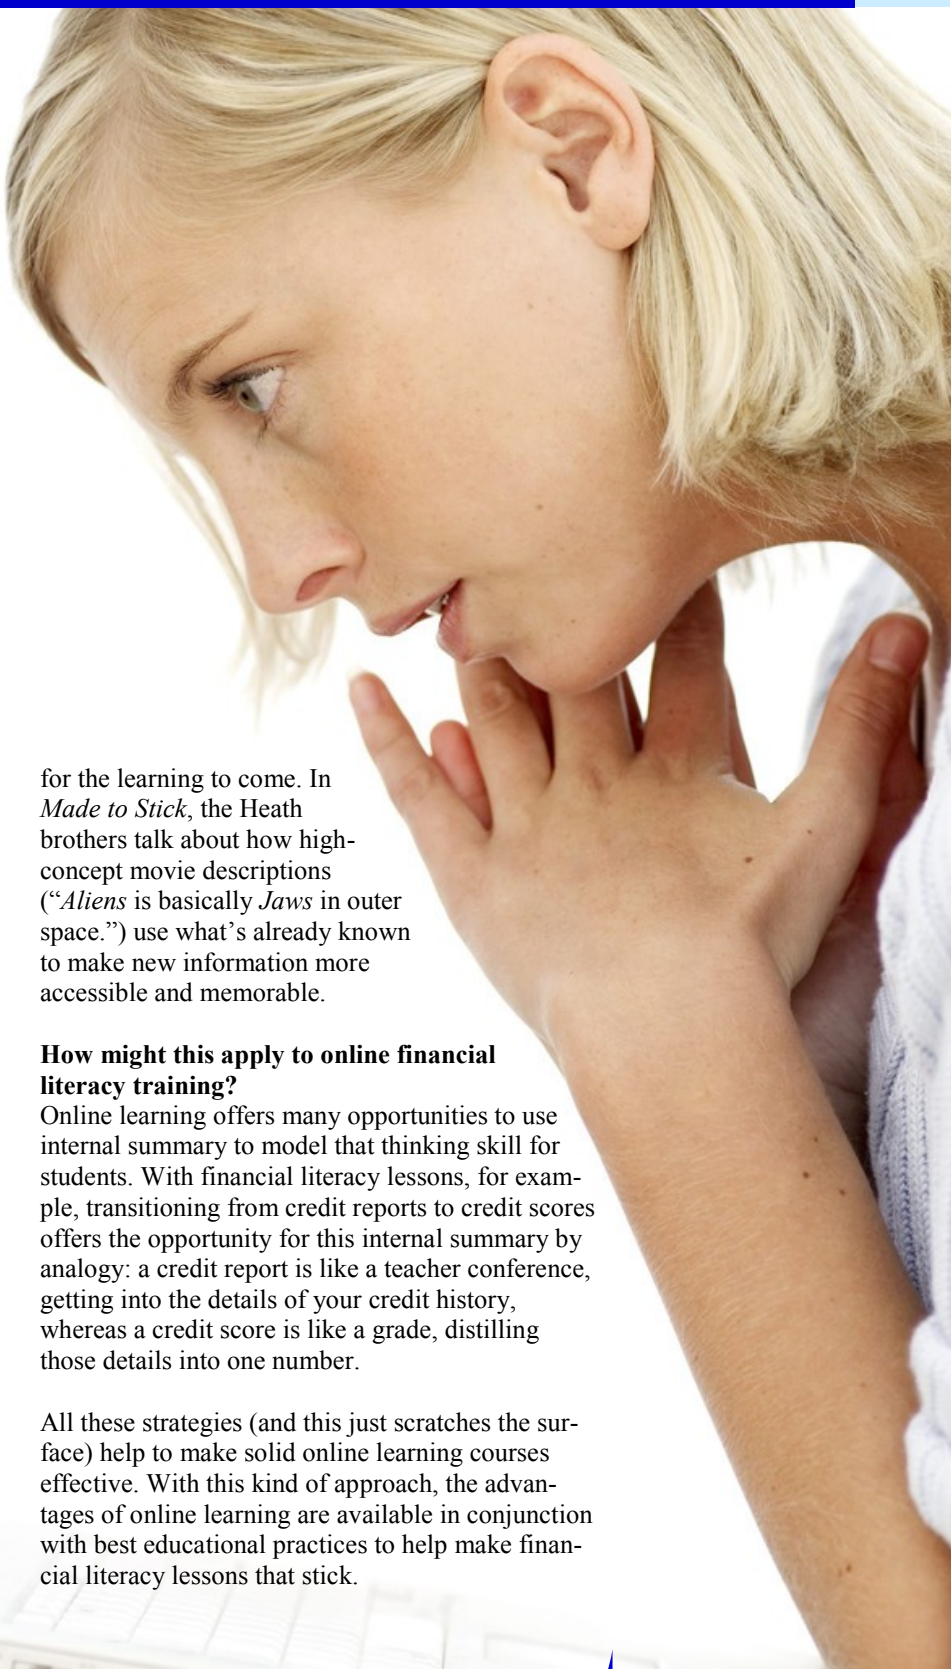 for the learning to come. In
Made to Stick, the Heath
brothers talk about how high-
concept movie descriptions
(“Aliens is basically Jaws in outer
space.”) use what’s already known
to make new information more
accessible and memorable.
How might this apply to online financial
literacy training?
Online learning offers many opportunities to use
internal summary to model that thinking skill for
students. With financial literacy lessons, for exam-
ple, transitioning from credit reports to credit scores
offers the opportunity for this internal summary by
analogy: a credit report is like a teacher conference,
getting into the details of your credit history,
whereas a credit score is like a grade, distilling
those details into one number.
All these strategies (and this just scratches the sur-
face) help to make solid online learning courses
effective. With this kind of approach, the advan-
tages of online learning are available in conjunction
with best educational practices to help make finan-
cial literacy lessons that stick.